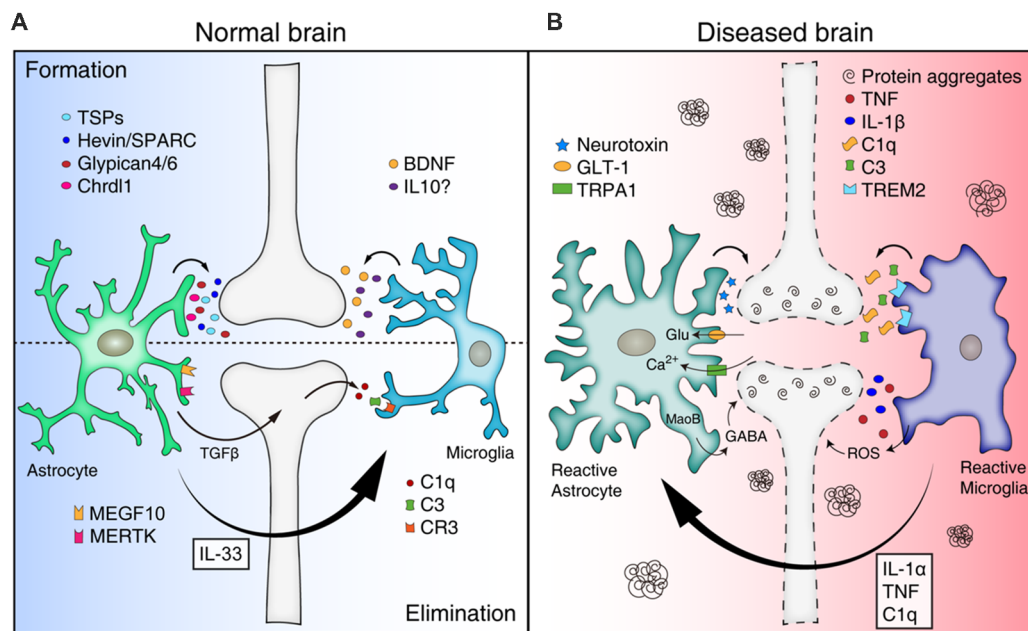 A
Normal brain
Formation
TSPs
Hevin/SPARC
Glypican4/6
Chrdl1
BDNF
IL10?
TGFβ
Astrocyte
Microglia
MEGF10
MERTK
C1q
C3
CR3
IL-33
Elimination
B
Diseased brain
Neurotoxin
GLT-1
TRPA1
Protein aggregates
TNF
IL-1β
C1q
C3
TREM2
Glu
Ca2+
MaoB
GABA
ROS
Reactive
Astrocyte
Reactive
Microglia
IL-1α
TNF
C1q